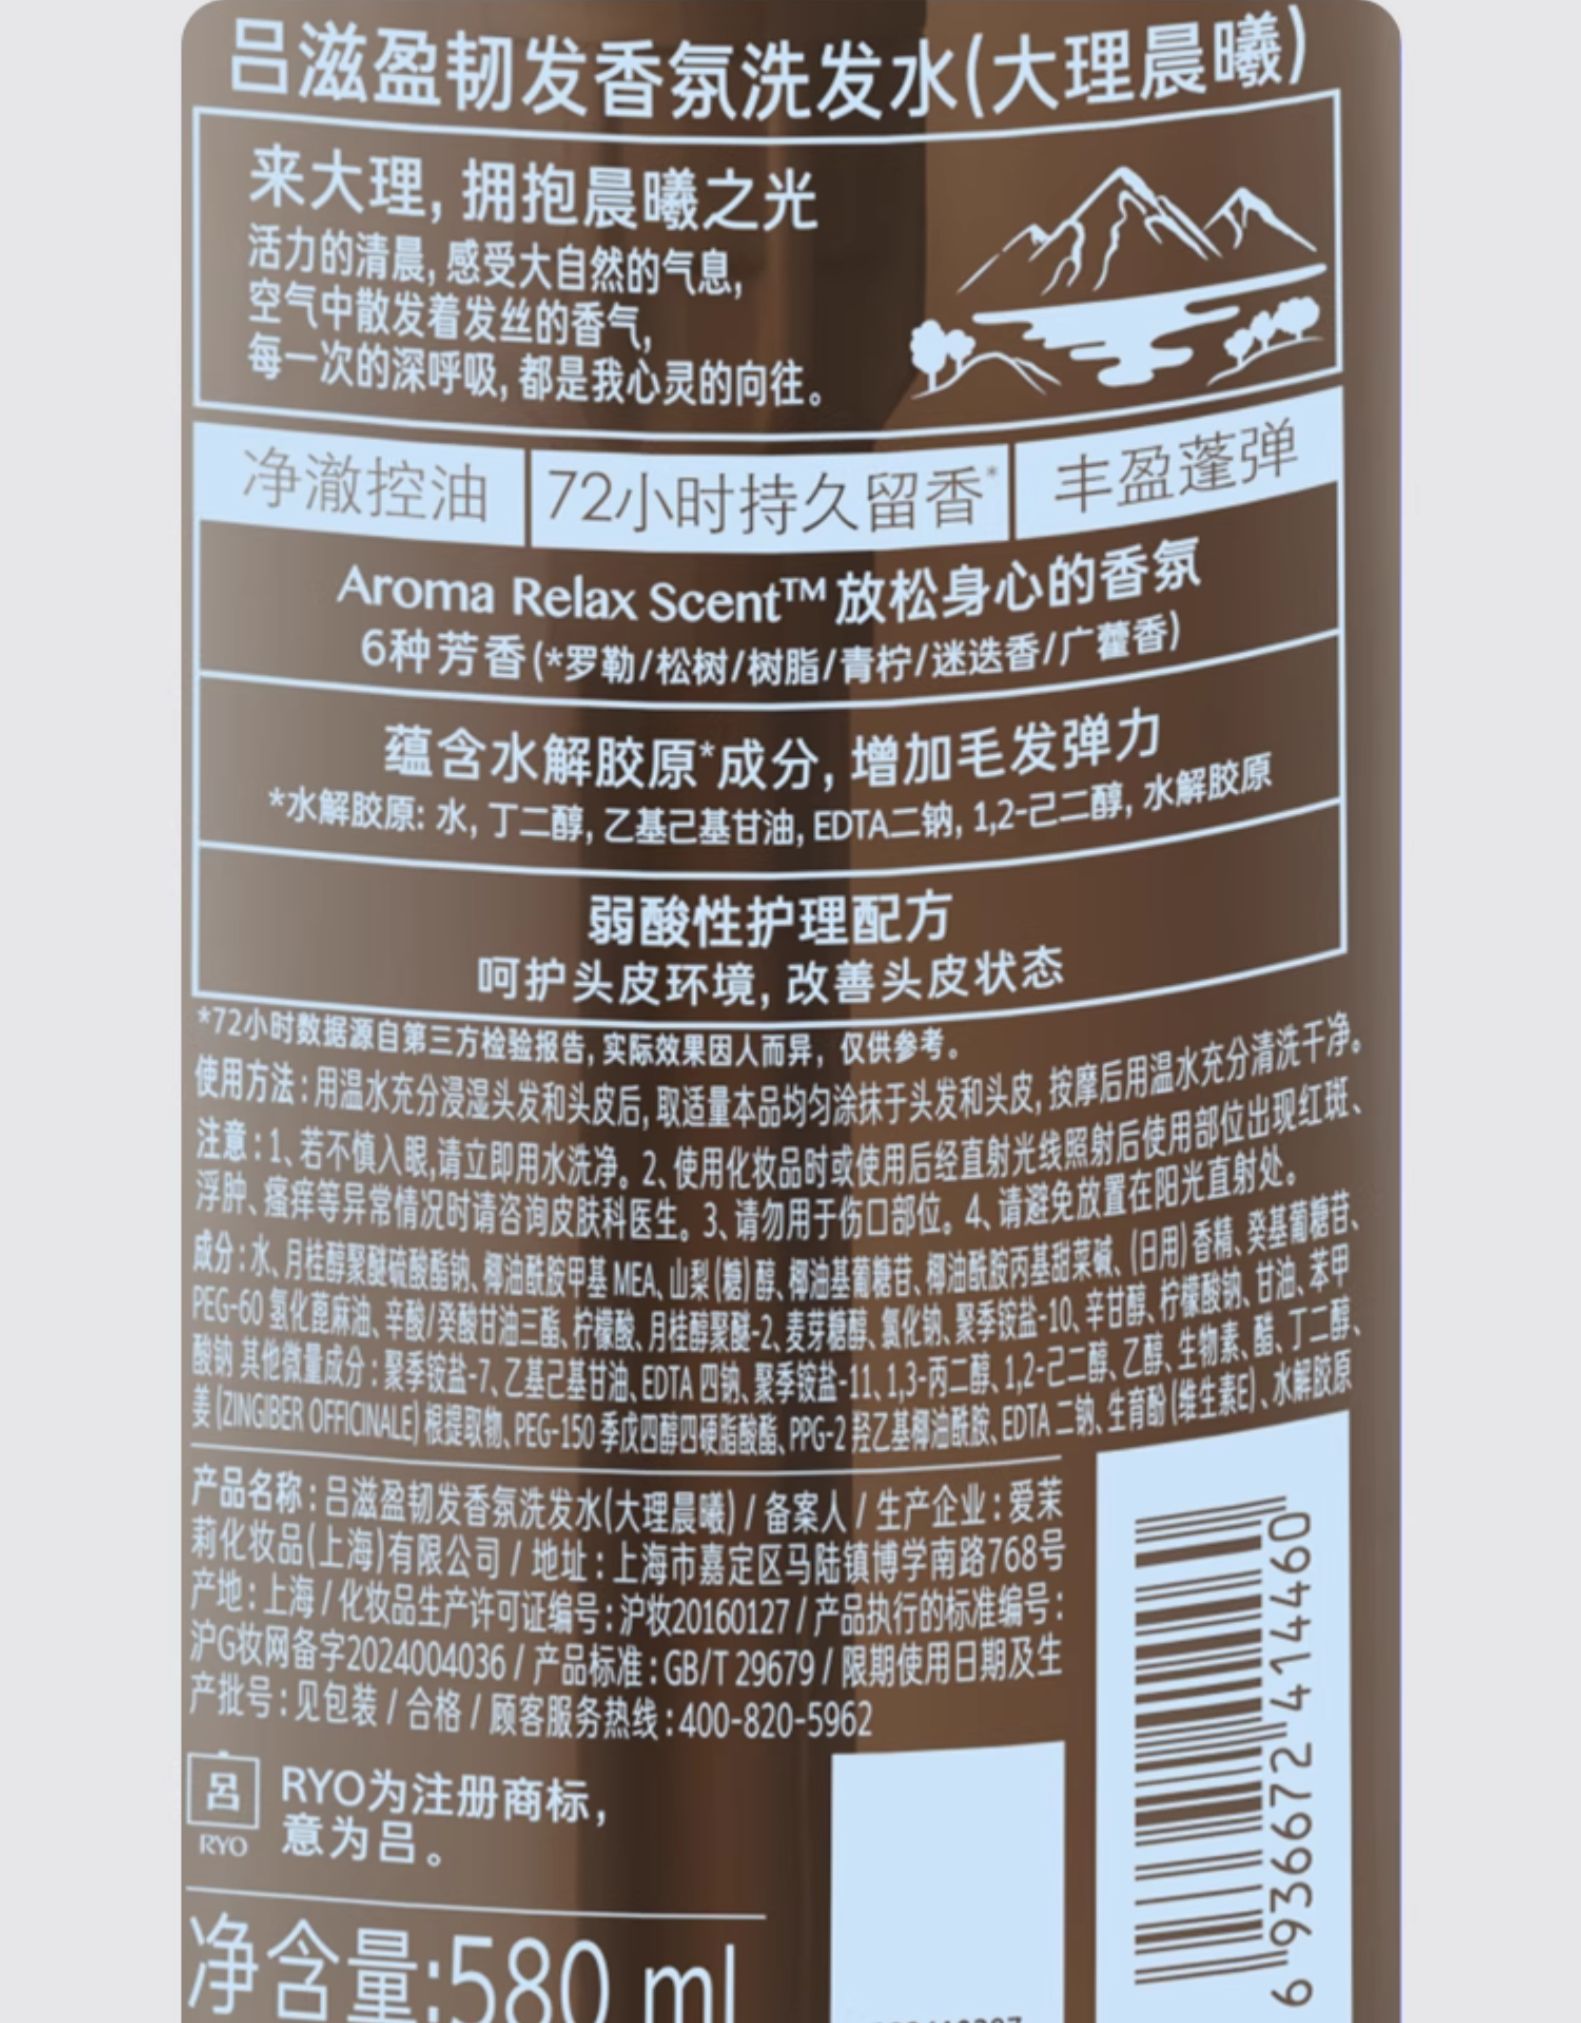 吕滋盈韧发香氛洗发水(大理晨曦)
来大理, 拥抱晨曦之光
活力的清晨, 感受大自然的气息,
空气中散发着发丝的香气,
每一次的深呼吸, 都是我心灵的向往。
净澈控油 72小时持久留香* 丰盈蓬弹
Aroma Relax Scent™ 放松身心的香氛
6种芳香(*罗勒/松树/树脂/青柠/迷迭香/广藿香)
蕴含水解胶原*成分, 增加毛发弹力
*水解胶原: 水, 丁二醇, 乙基己基甘油, EDTA二钠, 1,2-己二醇, 水解胶原
弱酸性护理配方
呵护头皮环境, 改善头皮状态
*72小时数据源自第三方检验报告, 实际效果因人而异, 仅供参考。
使用方法: 用温水充分浸湿头发和头皮后, 取适量本品均匀涂抹于头发和头皮, 按摩后用温水充分清洗干净。
注意: 1、若不慎入眼,请立即用水洗净。2、使用化妆品时或使用后经直射光线照射后使用部位出现红斑、
浮肿、瘙痒等异常情况时请咨询皮肤科医生。3、请勿用于伤口部位。4、请避免放置在阳光直射处。
成分: 水、月桂醇聚醚硫酸酯钠、椰油酰胺甲基 MEA、山梨(糖)醇、椰油基葡糖苷、椰油酰胺丙基甜菜碱、(日用)香精、癸基葡糖苷、
PEG-60 氢化蓖麻油、辛酸/癸酸甘油三酯、柠檬酸、月桂醇聚醚-2、麦芽糖醇、氯化钠、聚季铵盐-10、辛甘醇、柠檬酸钠、甘油、苯甲
酸钠 其他微量成分: 聚季铵盐-7、乙基己基甘油、EDTA 四钠、聚季铵盐-11、1,3-丙二醇、1,2-己二醇、乙醇、生物素、醋、丁二醇、
姜(ZINGIBER OFFICINALE)根提取物、PEG-150 季戊四醇四硬脂酸酯、PPG-2 羟乙基椰油酰胺、EDTA 二钠、生育酚(维生素E)、水解胶原
产品名称: 吕滋盈韧发香氛洗发水(大理晨曦) / 备案人 / 生产企业: 爱茉
莉化妆品(上海)有限公司 / 地址: 上海市嘉定区马陆镇博学南路768号
产地: 上海 / 化妆品生产许可证编号: 沪妆20160127 / 产品执行的标准编号:
沪G妆网备字2024004036 / 产品标准: GB/T 29679 / 限期使用日期及生
产批号: 见包装 / 合格 / 顾客服务热线: 400-820-5962
6 936672 414460
呂
RYO
RYO为注册商标,
意为吕。
净含量:580 ml